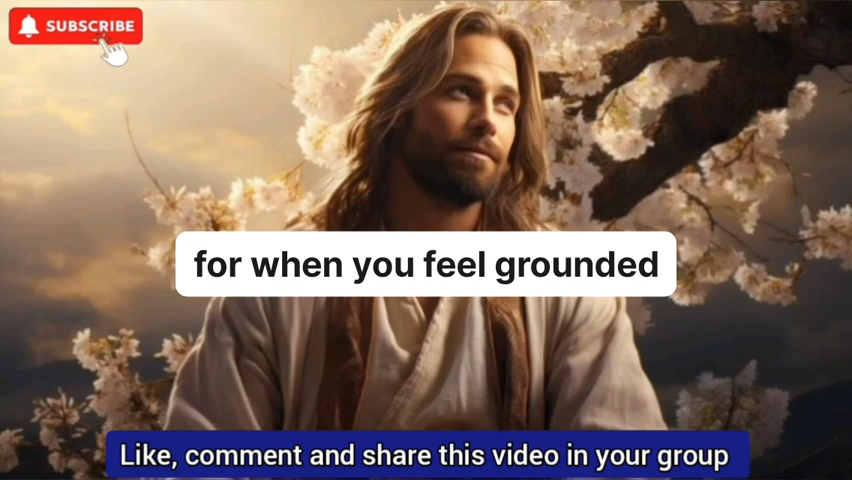 SUBSCRIBE
for when you feel grounded
Like, comment and share this video in your group